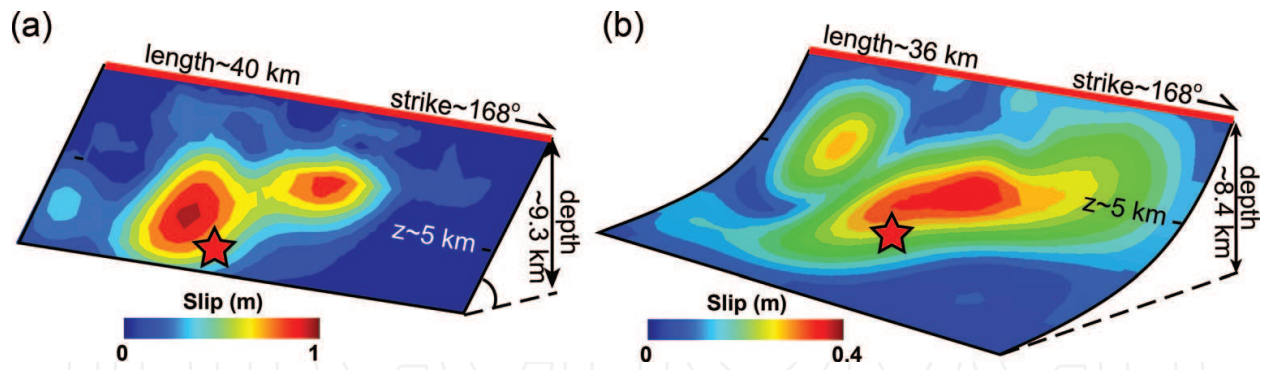 (a)
length~40 km
strike~168°
depth
~9.3 km
z~5 km
Slip (m)
0
1
(b)
length~36 km
strike~168°
depth
~8.4 km
z~5 km
Slip (m)
0
0.4